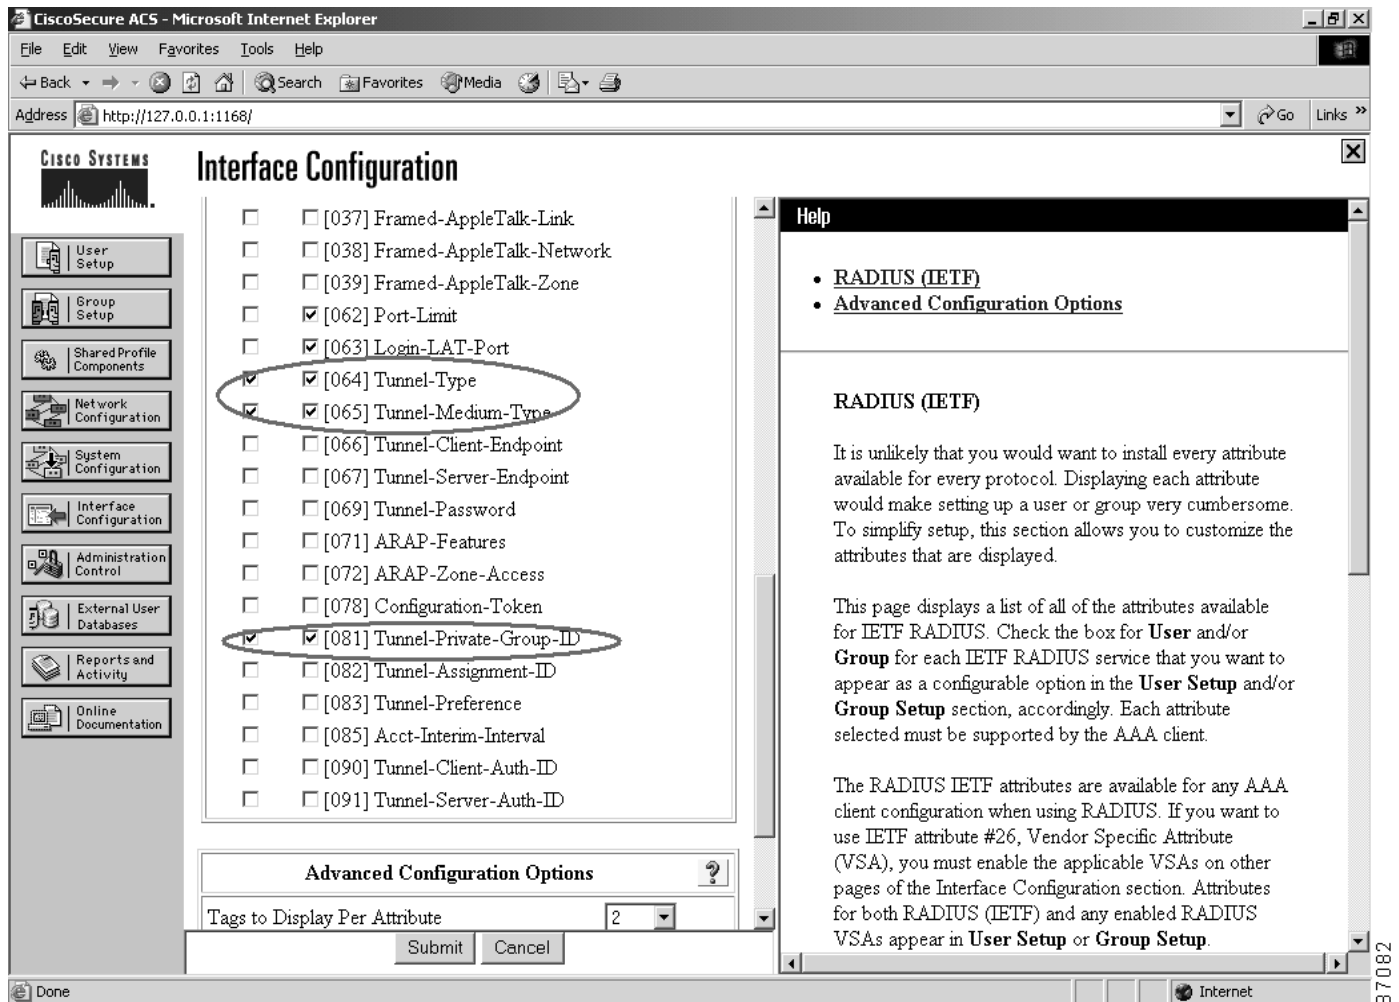 CiscoSecure ACS - Microsoft Internet Explorer
File Edit View Favorites Tools Help
Back Search Favorites Media
Address http://127.0.0.1:1168/ Go Links »
CISCO SYSTEMS
Interface Configuration
User Setup
Group Setup
Shared Profile Components
Network Configuration
System Configuration
Interface Configuration
Administration Control
External User Databases
Reports and Activity
Online Documentation
[037] Framed-AppleTalk-Link
[038] Framed-AppleTalk-Network
[039] Framed-AppleTalk-Zone
[062] Port-Limit
[063] Login-LAT-Port
[064] Tunnel-Type
[065] Tunnel-Medium-Type
[066] Tunnel-Client-Endpoint
[067] Tunnel-Server-Endpoint
[069] Tunnel-Password
[071] ARAP-Features
[072] ARAP-Zone-Access
[078] Configuration-Token
[081] Tunnel-Private-Group-ID
[082] Tunnel-Assignment-ID
[083] Tunnel-Preference
[085] Acct-Interim-Interval
[090] Tunnel-Client-Auth-ID
[091] Tunnel-Server-Auth-ID
Advanced Configuration Options ?
Tags to Display Per Attribute 2
Submit Cancel
Help
• RADIUS (IETF)
• Advanced Configuration Options
RADIUS (IETF)
It is unlikely that you would want to install every attribute
available for every protocol. Displaying each attribute
would make setting up a user or group very cumbersome.
To simplify setup, this section allows you to customize the
attributes that are displayed.
This page displays a list of all of the attributes available
for IETF RADIUS. Check the box for User and/or
Group for each IETF RADIUS service that you want to
appear as a configurable option in the User Setup and/or
Group Setup section, accordingly. Each attribute
selected must be supported by the AAA client.
The RADIUS IETF attributes are available for any AAA
client configuration when using RADIUS. If you want to
use IETF attribute #26, Vendor Specific Attribute
(VSA), you must enable the applicable VSAs on other
pages of the Interface Configuration section. Attributes
for both RADIUS (IETF) and any enabled RADIUS
VSAs appear in User Setup or Group Setup.
Done Internet